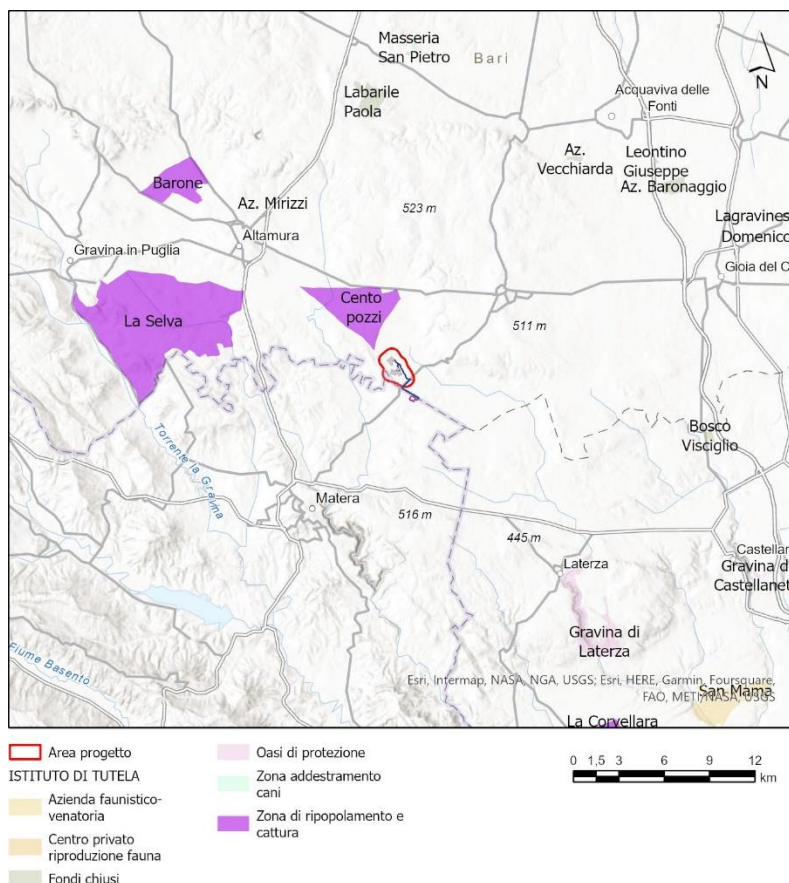 Masseria
San Pietro
Bari
Labarile
Paola
Acquaviva delle
Fonti
Az.
Vecchiarda
Leontino
Giuseppe
Az. Baronaggio
Barone
Az. Mirizzi
523 m
Lagravines
Domenico
Altamura
Gravina in Puglia
Gioia del C
La Selva
Cento
pozzi
511 m
Bosco
Visciglio
Torrente la Gravina
Matera
516 m
445 m
Laterza
Castellan
Gravina di
Castellanet
Gravina di
Laterza
Fiume Basento
Esri, Intermap, NASA, NGA, USGS; Esri, HERE, Garmin, Foursquare,
FAO, METI/NASA, USGS
San Mama
La Corvellara
N
Area progetto
ISTITUTO DI TUTELA
Azienda faunistico-
venatoria
Centro privato
riproduzione fauna
Fondi chiusi
Oasi di protezione
Zona addestramento
cani
Zona di ripopolamento e
cattura
0 1,5 3 6 9 12
km